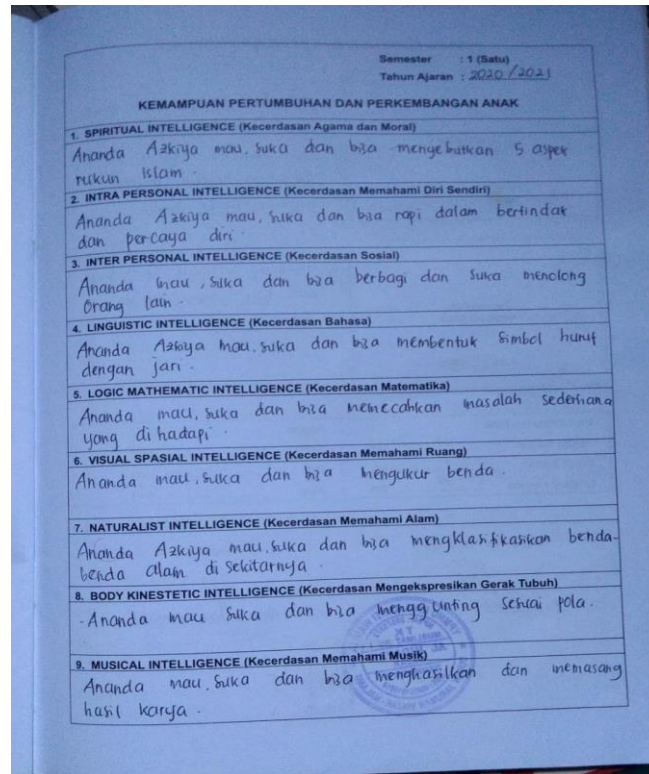 Semester : 1 (Satu)
Tahun Ajaran : 2020/2021
KEMAMPUAN PERTUMBUHAN DAN PERKEMBANGAN ANAK
1. SPIRITUAL INTELLIGENCE (Kecerdasan Agama dan Moral)
Ananda Azkiya mau, suka dan bisa menyebutkan 5 aspek
rukun islam.
2. INTRA PERSONAL INTELLIGENCE (Kecerdasan Memahami Diri Sendiri)
Ananda Azkiya mau, suka dan bisa rapi dalam bertindak
dan percaya diri.
3. INTER PERSONAL INTELLIGENCE (Kecerdasan Sosial)
Ananda mau, suka dan bisa berbagi dan suka menolong
orang lain.
4. LINGUISTIC INTELLIGENCE (Kecerdasan Bahasa)
Ananda Azkiya mau, suka dan bisa membentuk simbol huruf
dengan jari.
5. LOGIC MATHEMATIC INTELLIGENCE (Kecerdasan Matematika)
Ananda mau, suka dan bisa memecahkan masalah sederhana
yang dihadapi.
6. VISUAL SPASIAL INTELLIGENCE (Kecerdasan Memahami Ruang)
Ananda mau, suka dan bisa mengukur benda.
7. NATURALIST INTELLIGENCE (Kecerdasan Memahami Alam)
Ananda Azkiya mau, suka dan bisa mengklasifikasikan benda-
benda alam di sekitarnya
8. BODY KINESTETIC INTELLIGENCE (Kecerdasan Mengekspresikan Gerak Tubuh)
- Ananda mau suka dan bisa menggunting sesuai pola.
9. MUSICAL INTELLIGENCE (Kecerdasan Memahami Musik)
Ananda mau, suka dan bisa menghasilkan dan memasang
hasil karya.